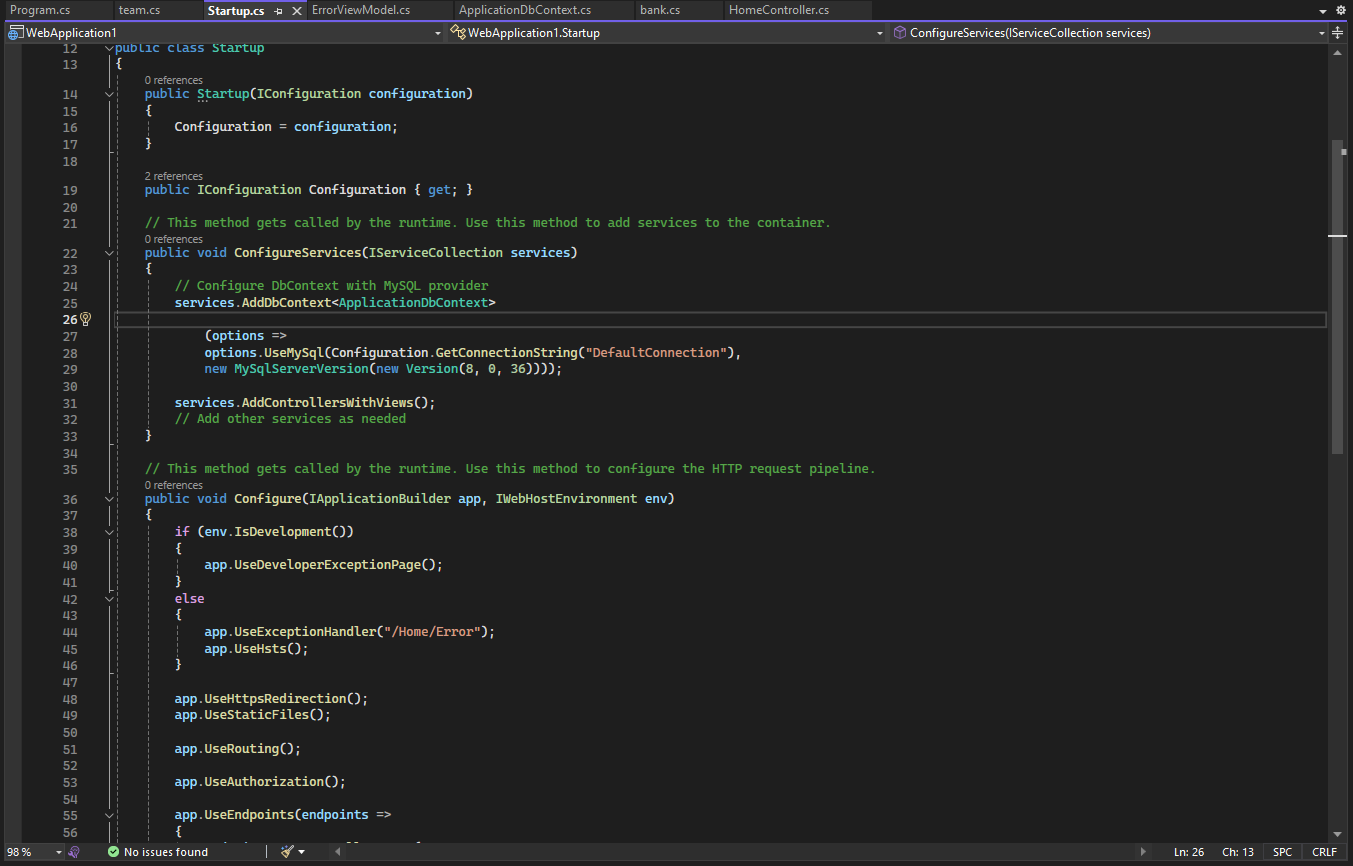 Program.cs team.cs Startup.cs ErrorViewModel.cs ApplicationDbContext.cs bank.cs HomeController.cs
WebApplication1 WebApplication1.Startup ConfigureServices(IServiceCollection services)
12 public class Startup
13 {
0 references
14 public Startup(IConfiguration configuration)
15 {
16 Configuration = configuration;
17 }
18
2 references
19 public IConfiguration Configuration { get; }
20
21 // This method gets called by the runtime. Use this method to add services to the container.
0 references
22 public void ConfigureServices(IServiceCollection services)
23 {
24 // Configure DbContext with MySQL provider
25 services.AddDbContext<ApplicationDbContext>
26
27 (options =>
28 options.UseMySql(Configuration.GetConnectionString("DefaultConnection"),
29 new MySqlServerVersion(new Version(8, 0, 36))));
30
31 services.AddControllersWithViews();
32 // Add other services as needed
33 }
34
35 // This method gets called by the runtime. Use this method to configure the HTTP request pipeline.
0 references
36 public void Configure(IApplicationBuilder app, IWebHostEnvironment env)
37 {
38 if (env.IsDevelopment())
39 {
40 app.UseDeveloperExceptionPage();
41 }
42 else
43 {
44 app.UseExceptionHandler("/Home/Error");
45 app.UseHsts();
46 }
47
48 app.UseHttpsRedirection();
49 app.UseStaticFiles();
50
51 app.UseRouting();
52
53 app.UseAuthorization();
54
55 app.UseEndpoints(endpoints =>
56 {
98 % No issues found Ln: 26 Ch: 13 SPC CRLF